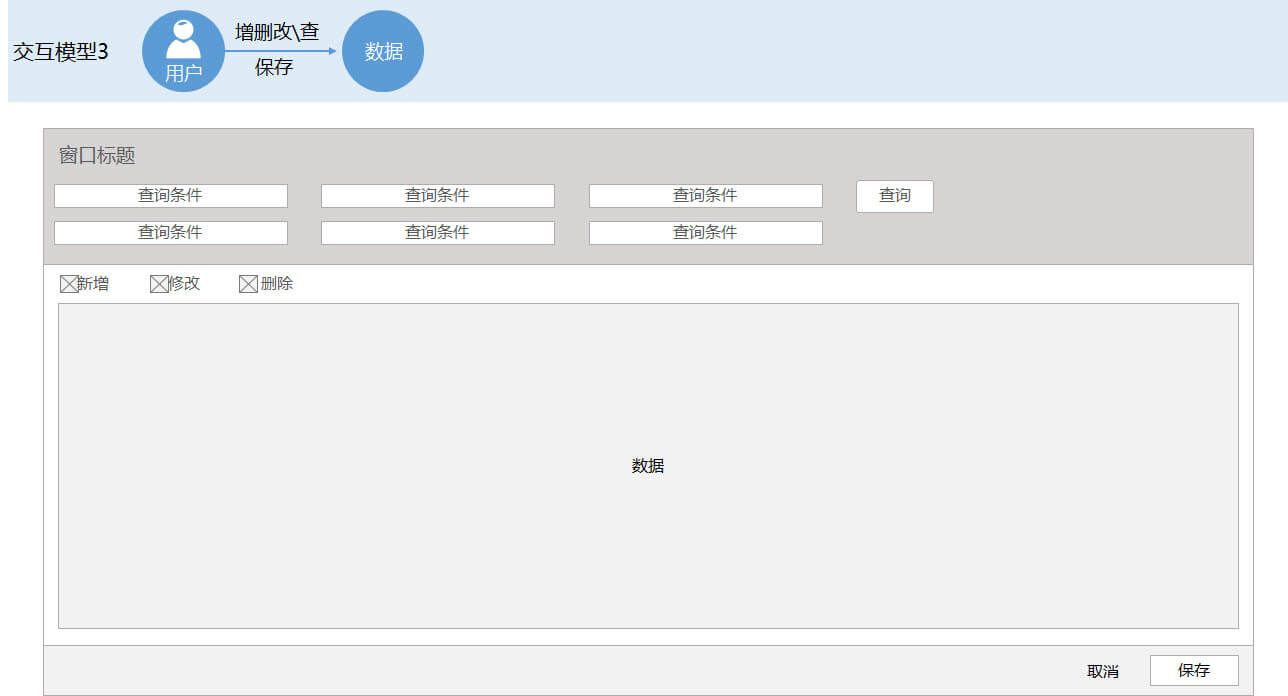 交互模型3
用户
增删改\查
保存
数据
窗口标题
查询条件 查询条件 查询条件 查询
查询条件 查询条件 查询条件
新增 修改 删除
数据
取消 保存